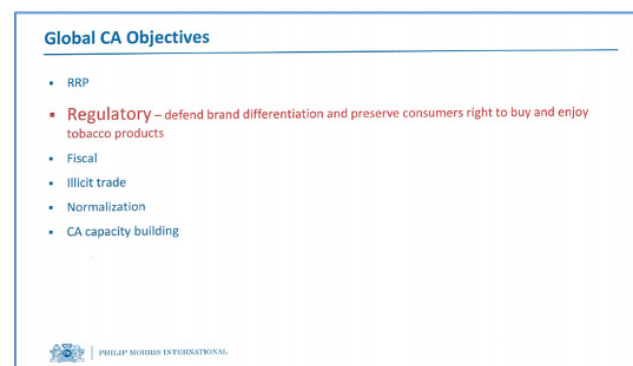 Global CA Objectives
▪ RRP
▪ Regulatory – defend brand differentiation and preserve consumers right to buy and enjoy
tobacco products
▪ Fiscal
▪ Illicit trade
▪ Normalization
▪ CA capacity building
PHILIP MORRIS INTERNATIONAL